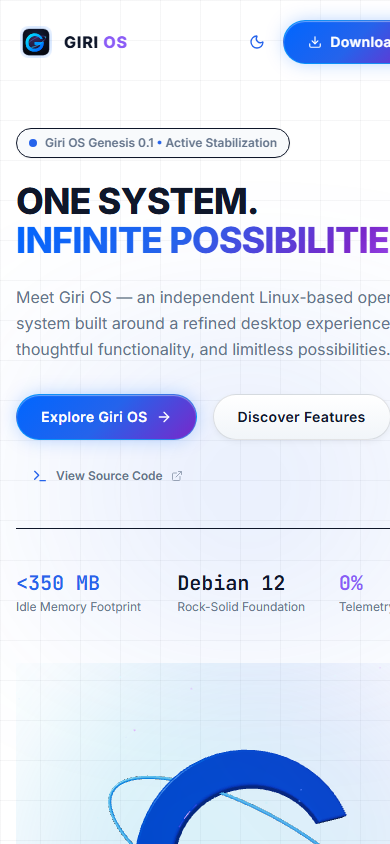 GIRI OS
Download
Giri OS Genesis 0.1 • Active Stabilization
ONE SYSTEM.
INFINITE POSSIBILITIE
Meet Giri OS — an independent Linux-based oper
system built around a refined desktop experience
thoughtful functionality, and limitless possibilities.
Explore Giri OS →
Discover Features
View Source Code
<350 MB
Debian 12
0%
Idle Memory Footprint
Rock-Solid Foundation
Telemetry